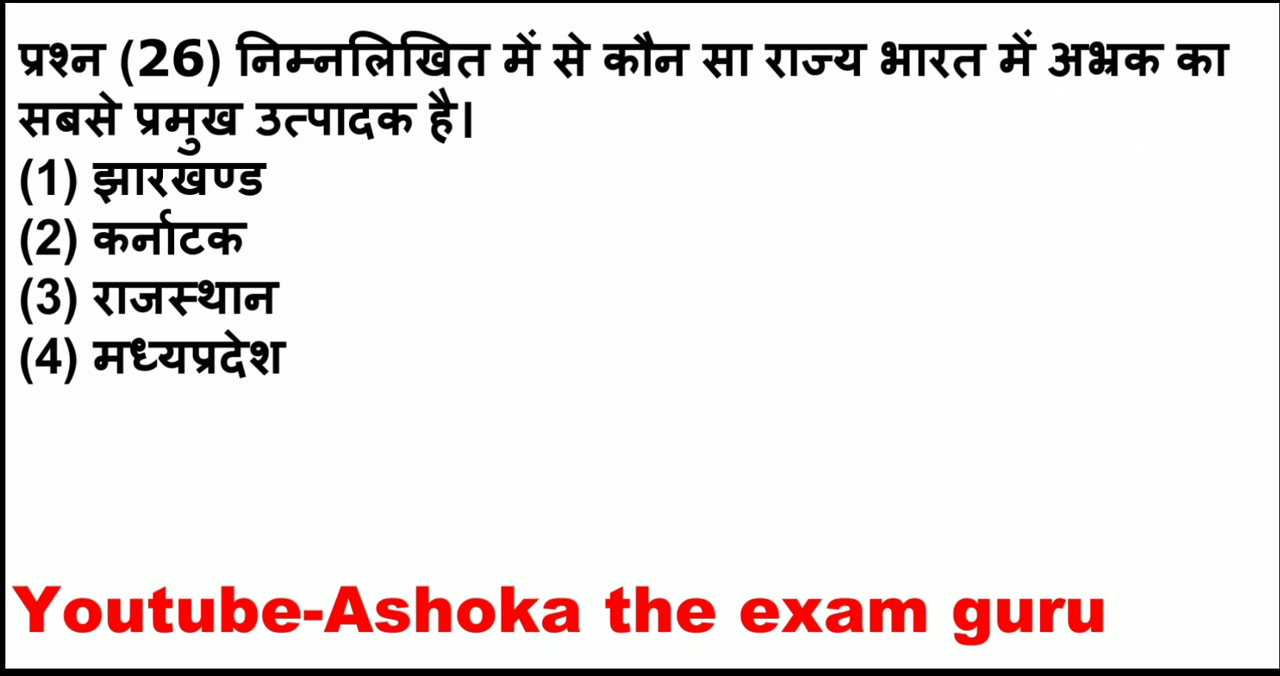 प्रश्न (26) निम्नलिखित में से कौन सा राज्य भारत में अभ्रक का
सबसे प्रमुख उत्पादक है।
(1) झारखण्ड
(2) कर्नाटक
(3) राजस्थान
(4) मध्यप्रदेश
Youtube-Ashoka the exam guru